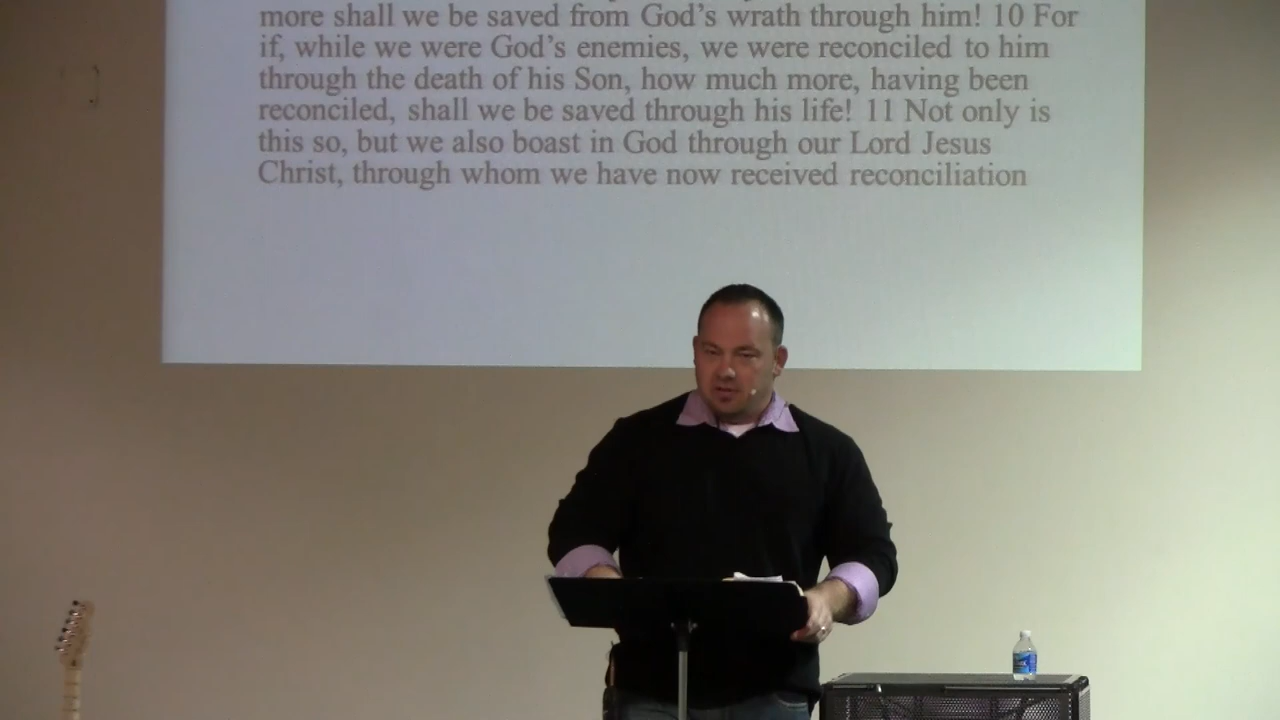 more shall we be saved from God’s wrath through him! 10 For
if, while we were God’s enemies, we were reconciled to him
through the death of his Son, how much more, having been
reconciled, shall we be saved through his life! 11 Not only is
this so, but we also boast in God through our Lord Jesus
Christ, through whom we have now received reconciliation